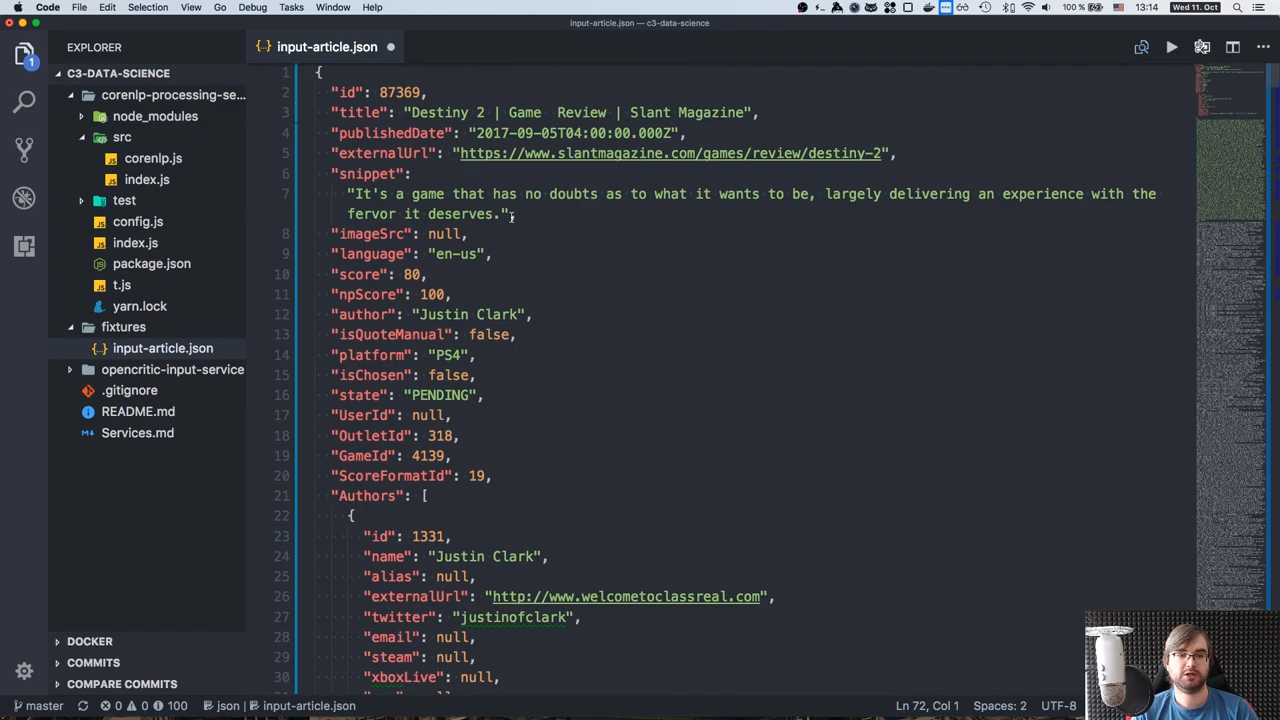 Code File Edit Selection View Go Debug Tasks Window Help 100 % 13:14 Wed 11. Oct
input-article.json — c3-data-science
EXPLORER
input-article.json
C3-DATA-SCIENCE
corenlp-processing-se...
node_modules
src
corenlp.js
index.js
test
config.js
index.js
package.json
t.js
yarn.lock
fixtures
input-article.json
opencritic-input-service
.gitignore
README.md
Services.md
DOCKER
COMMITS
COMPARE COMMITS
1
1 {
2 "id": 87369,
3 "title": "Destiny 2 | Game Review | Slant Magazine",
4 "publishedDate": "2017-09-05T04:00:00.000Z",
5 "externalUrl": "https://www.slantmagazine.com/games/review/destiny-2",
6 "snippet":
7 "It's a game that has no doubts as to what it wants to be, largely delivering an experience with the
fervor it deserves.",
8 "imageSrc": null,
9 "language": "en-us",
10 "score": 80,
11 "npScore": 100,
12 "author": "Justin Clark",
13 "isQuoteManual": false,
14 "platform": "PS4",
15 "isChosen": false,
16 "state": "PENDING",
17 "UserId": null,
18 "OutletId": 318,
19 "GameId": 4139,
20 "ScoreFormatId": 19,
21 "Authors": [
22 {
23 "id": 1331,
24 "name": "Justin Clark",
25 "alias": null,
26 "externalUrl": "http://www.welcometoclassreal.com",
27 "twitter": "justinofclark",
28 "email": null,
29 "steam": null,
30 "xboxLive": null,
master 0 0 100 json input-article.json Ln 72, Col 1 Spaces: 2 UTF-8